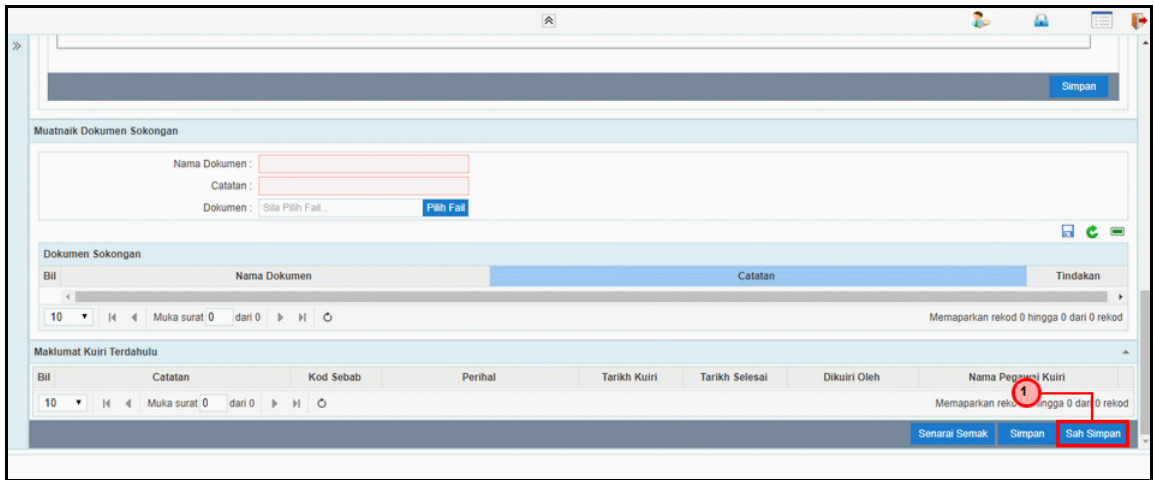 Simpan
Muatnaik Dokumen Sokongan
Nama Dokumen :
Catatan :
Dokumen : Sila Pilih Fail... Pilih Fail
Dokumen Sokongan
Bil Nama Dokumen Catatan Tindakan
10 Muka surat 0 dari 0 Memaparkan rekod 0 hingga 0 dari 0 rekod
Maklumat Kuiri Terdahulu
Bil Catatan Kod Sebab Perihal Tarikh Kuiri Tarikh Selesai Dikuiri Oleh Nama Pegawai Kuiri
1
10 Muka surat 0 dari 0 Memaparkan hingga 0 dari 0 rekod
Senarai Semak Simpan Sah Simpan